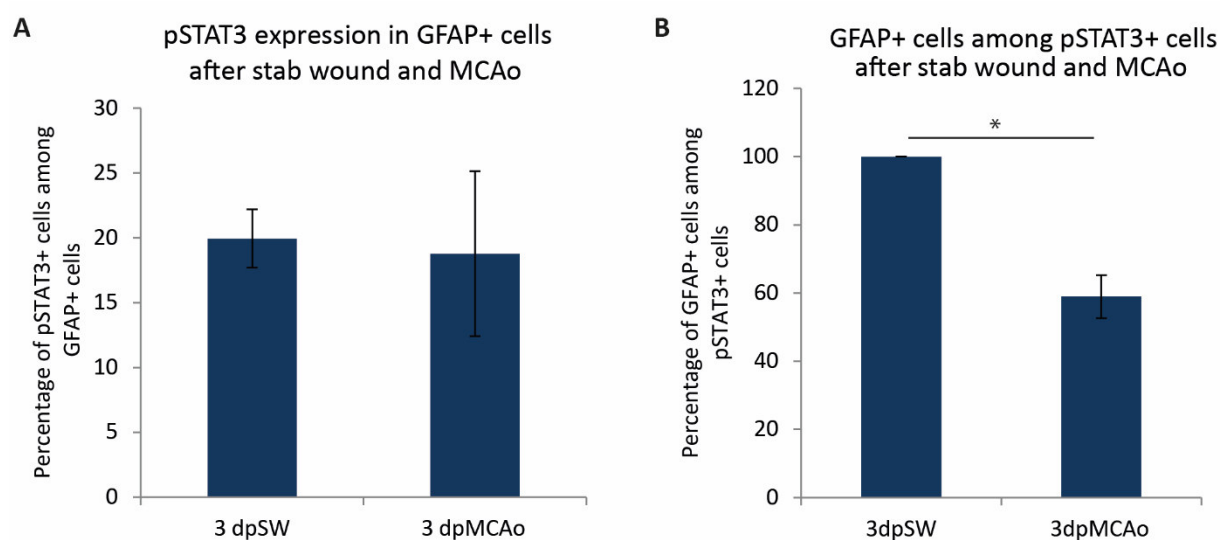 A
pSTAT3 expression in GFAP+ cells
after stab wound and MCAo
Percentage of pSTAT3+ cells among
GFAP+ cells
30
25
20
15
10
5
0
3 dpSW
3 dpMCAo
B
GFAP+ cells among pSTAT3+ cells
after stab wound and MCAo
Percentage of GFAP+ cells among
pSTAT3+ cells
120
100
80
60
40
20
0
*
3dpSW
3dpMCAo